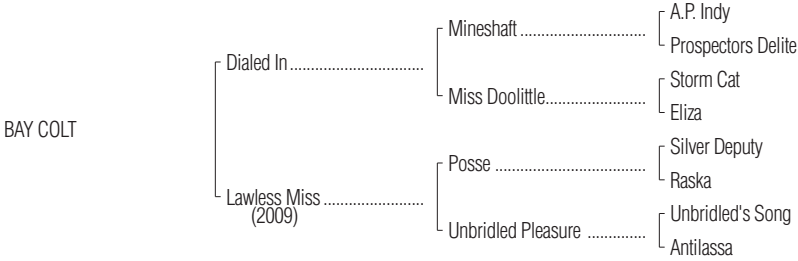 A.P. Indy
Mineshaft ..............................
Prospectors Delite
Dialed In ................................
Storm Cat
Miss Doolittle........................
Eliza
BAY COLT
Silver Deputy
Posse ....................................
Raska
Lawless Miss ........................
(2009)
Unbridled's Song
Unbridled Pleasure ..............
Antilassa